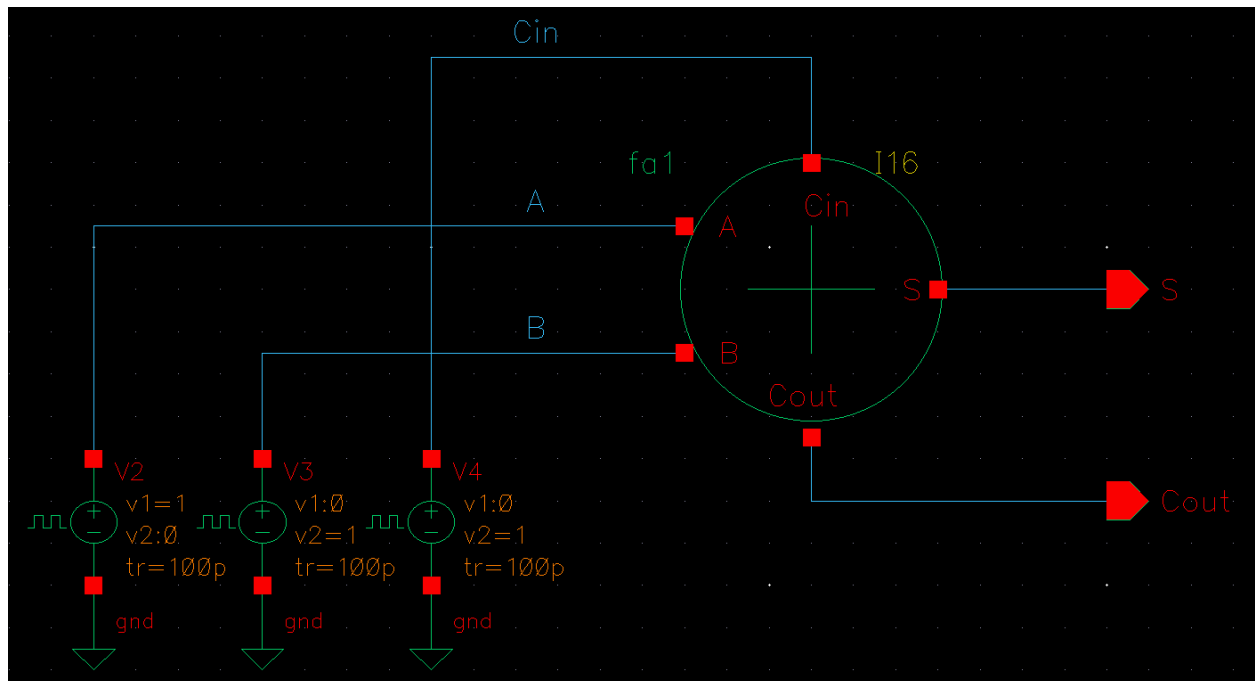 Cin
fa1 I16
Cin
A A
S S
B B
Cout
Cout
V2 V3 V4
v1=1 v1:0 v1:0
v2:0 v2=1 v2=1
tr=100p tr=100p tr=100p
gnd gnd gnd